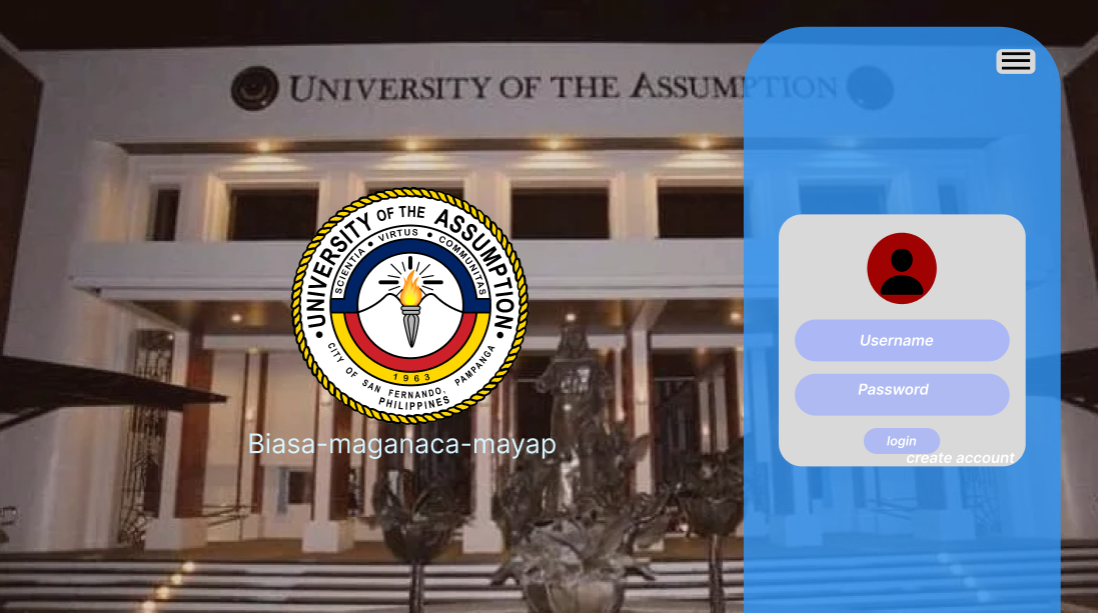 UNIVERSITY OF THE ASSUMPTION
UNIVERSITY OF THE ASSUMPTION
SCIENTIA • VIRTUS • COMMUNITAS
1963
CITY OF SAN FERNANDO, PAMPANGA
PHILIPPINES
Biasa-maganaca-mayap
Username
Password
login
create account